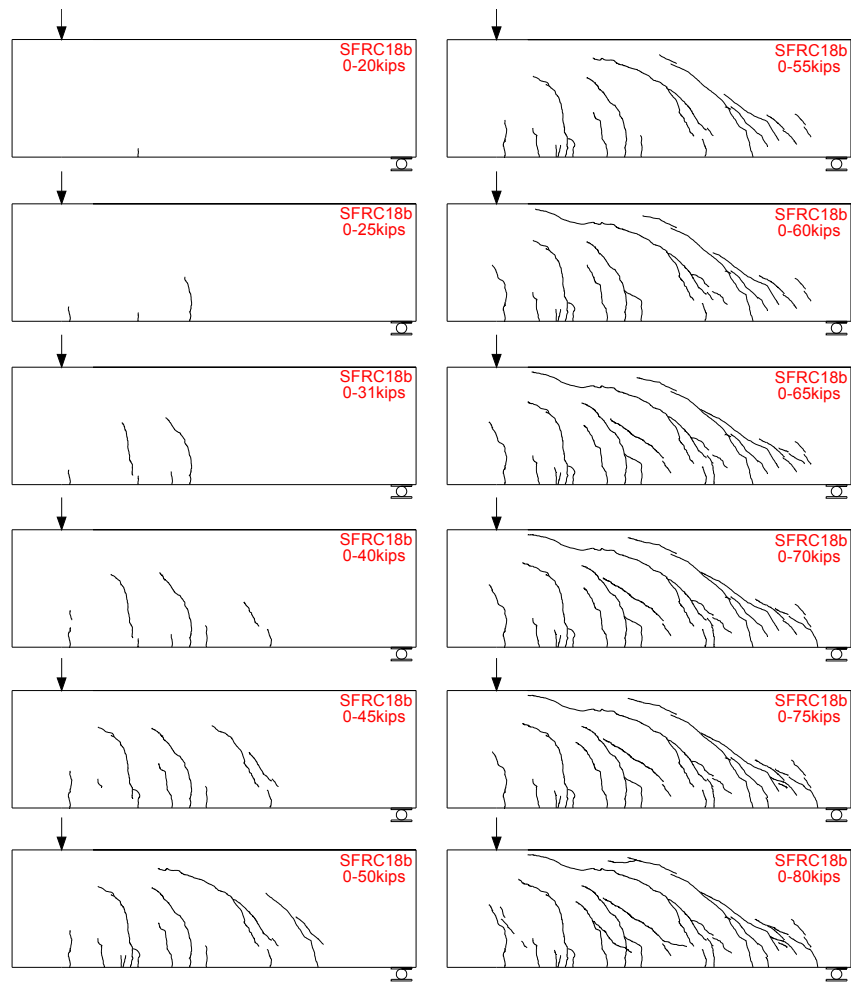 SFRC18b
0-20kips
SFRC18b
0-25kips
SFRC18b
0-31kips
SFRC18b
0-40kips
SFRC18b
0-45kips
SFRC18b
0-50kips
SFRC18b
0-55kips
SFRC18b
0-60kips
SFRC18b
0-65kips
SFRC18b
0-70kips
SFRC18b
0-75kips
SFRC18b
0-80kips